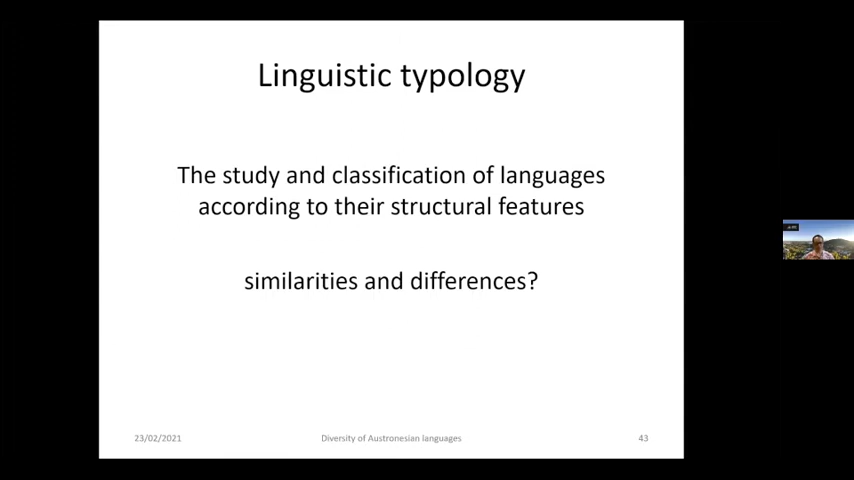 Linguistic typology
The study and classification of languages
according to their structural features
similarities and differences?
23/02/2021
Diversity of Austronesian languages
43